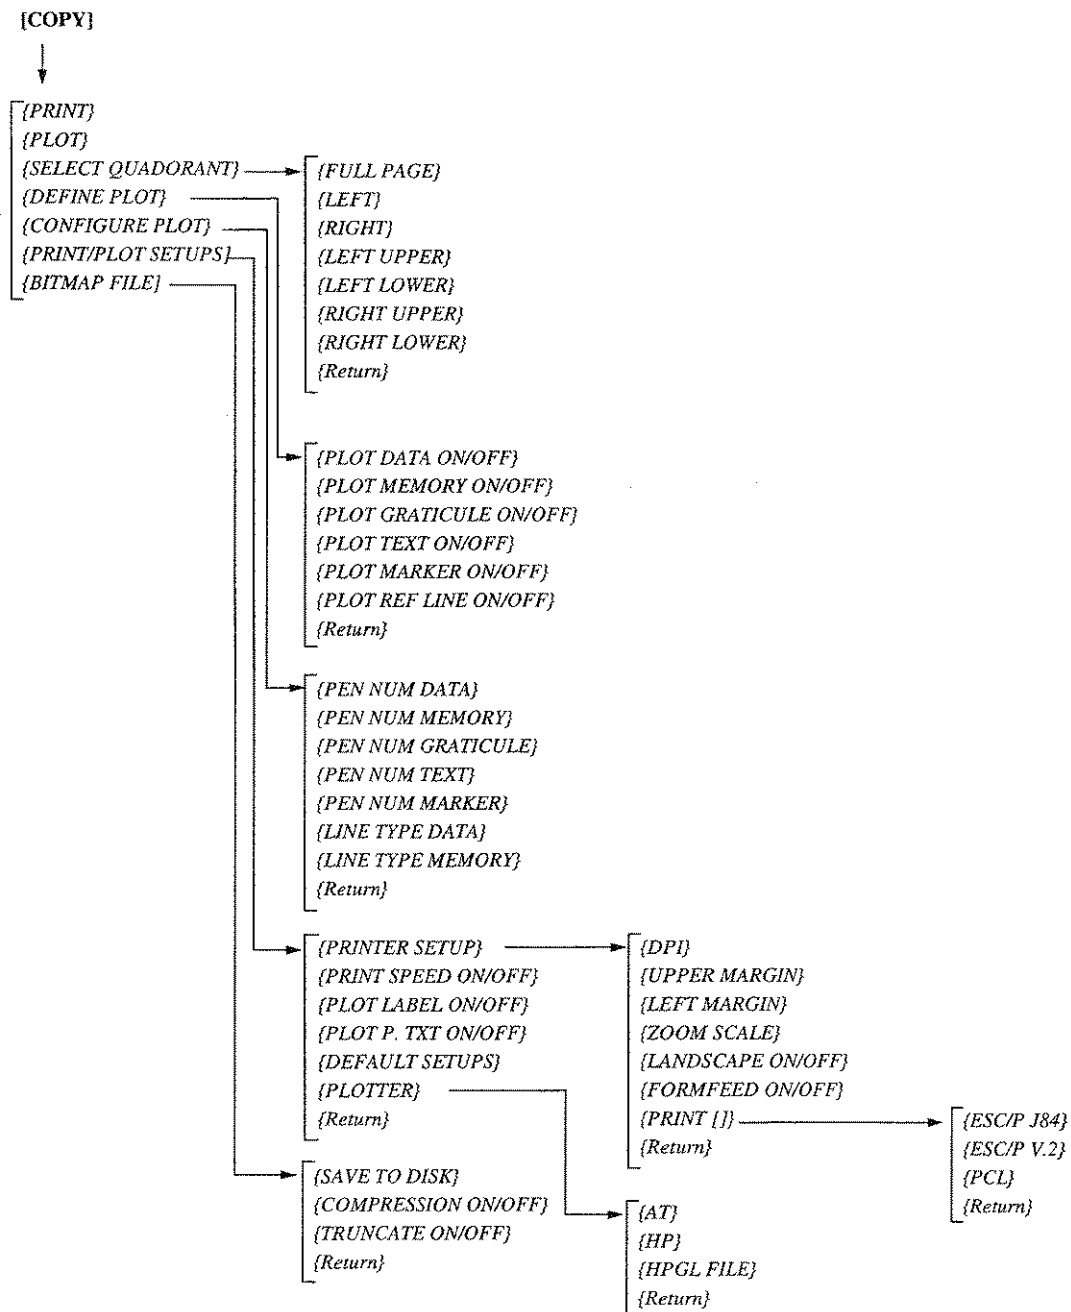 [COPY]
{PRINT}
{PLOT}
{SELECT QUADORANT}
{DEFINE PLOT}
{CONFIGURE PLOT}
{PRINT/PLOT SETUPS}
{BITMAP FILE}
{FULL PAGE}
{LEFT}
{RIGHT}
{LEFT UPPER}
{LEFT LOWER}
{RIGHT UPPER}
{RIGHT LOWER}
{Return}
{PLOT DATA ON/OFF}
{PLOT MEMORY ON/OFF}
{PLOT GRATICULE ON/OFF}
{PLOT TEXT ON/OFF}
{PLOT MARKER ON/OFF}
{PLOT REF LINE ON/OFF}
{Return}
{PEN NUM DATA}
{PEN NUM MEMORY}
{PEN NUM GRATICULE}
{PEN NUM TEXT}
{PEN NUM MARKER}
{LINE TYPE DATA}
{LINE TYPE MEMORY}
{Return}
{PRINTER SETUP}
{PRINT SPEED ON/OFF}
{PLOT LABEL ON/OFF}
{PLOT P. TXT ON/OFF}
{DEFAULT SETUPS}
{PLOTTER}
{Return}
{DPI}
{UPPER MARGIN}
{LEFT MARGIN}
{ZOOM SCALE}
{LANDSCAPE ON/OFF}
{FORMFEED ON/OFF}
{PRINT []}
{Return}
{ESC/P J84}
{ESC/P V.2}
{PCL}
{Return}
{SAVE TO DISK}
{COMPRESSION ON/OFF}
{TRUNCATE ON/OFF}
{Return}
{AT}
{HP}
{HPGL FILE}
{Return}